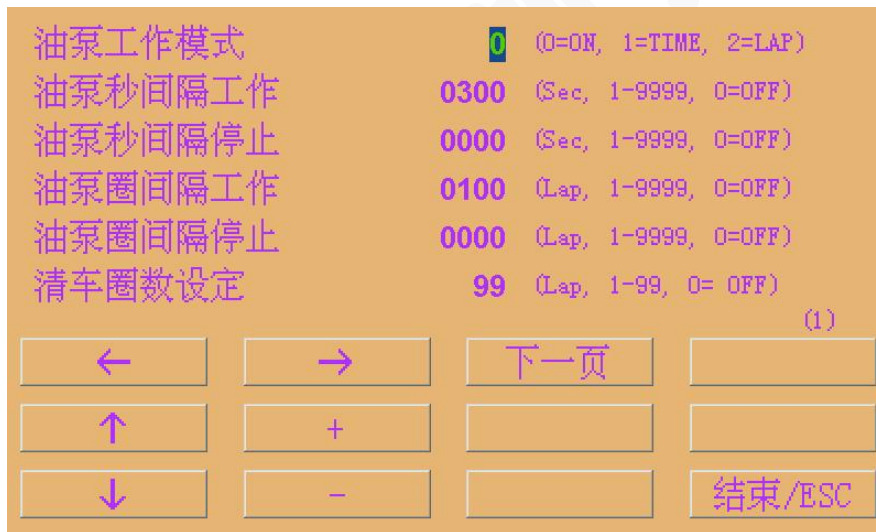 油泵工作模式 0 (0=ON, 1=TIME, 2=LAP)
油泵秒间隔工作 0300 (Sec, 1-9999, 0=OFF)
油泵秒间隔停止 0000 (Sec, 1-9999, 0=OFF)
油泵圈间隔工作 0100 (Lap, 1-9999, 0=OFF)
油泵圈间隔停止 0000 (Lap, 1-9999, 0=OFF)
清车圈数设定 99 (Lap, 1-99, 0= OFF)
(1)
← → 下一页
↑ +
↓ - 结束/ESC